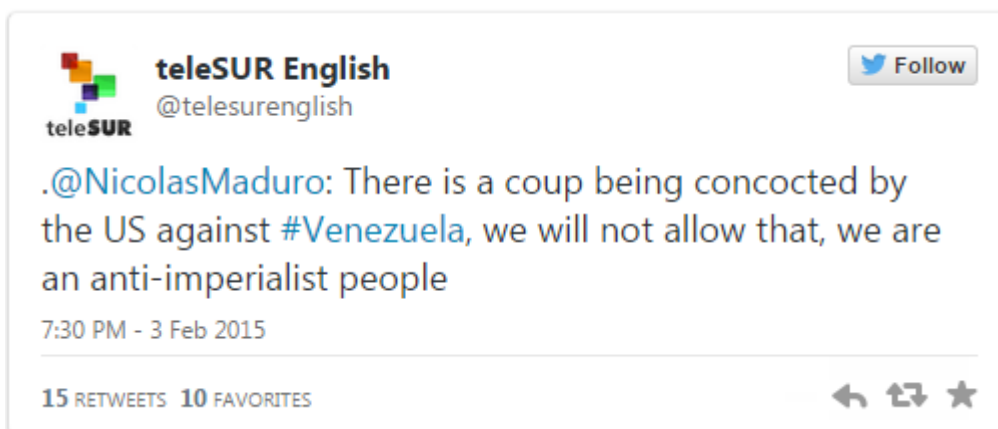 teleSUR English
Follow
@telesurenglish
teleSUR
.@NicolasMaduro: There is a coup being concocted by
the US against #Venezuela, we will not allow that, we are
an anti-imperialist people
7:30 PM - 3 Feb 2015
15 RETWEETS 10 FAVORITES